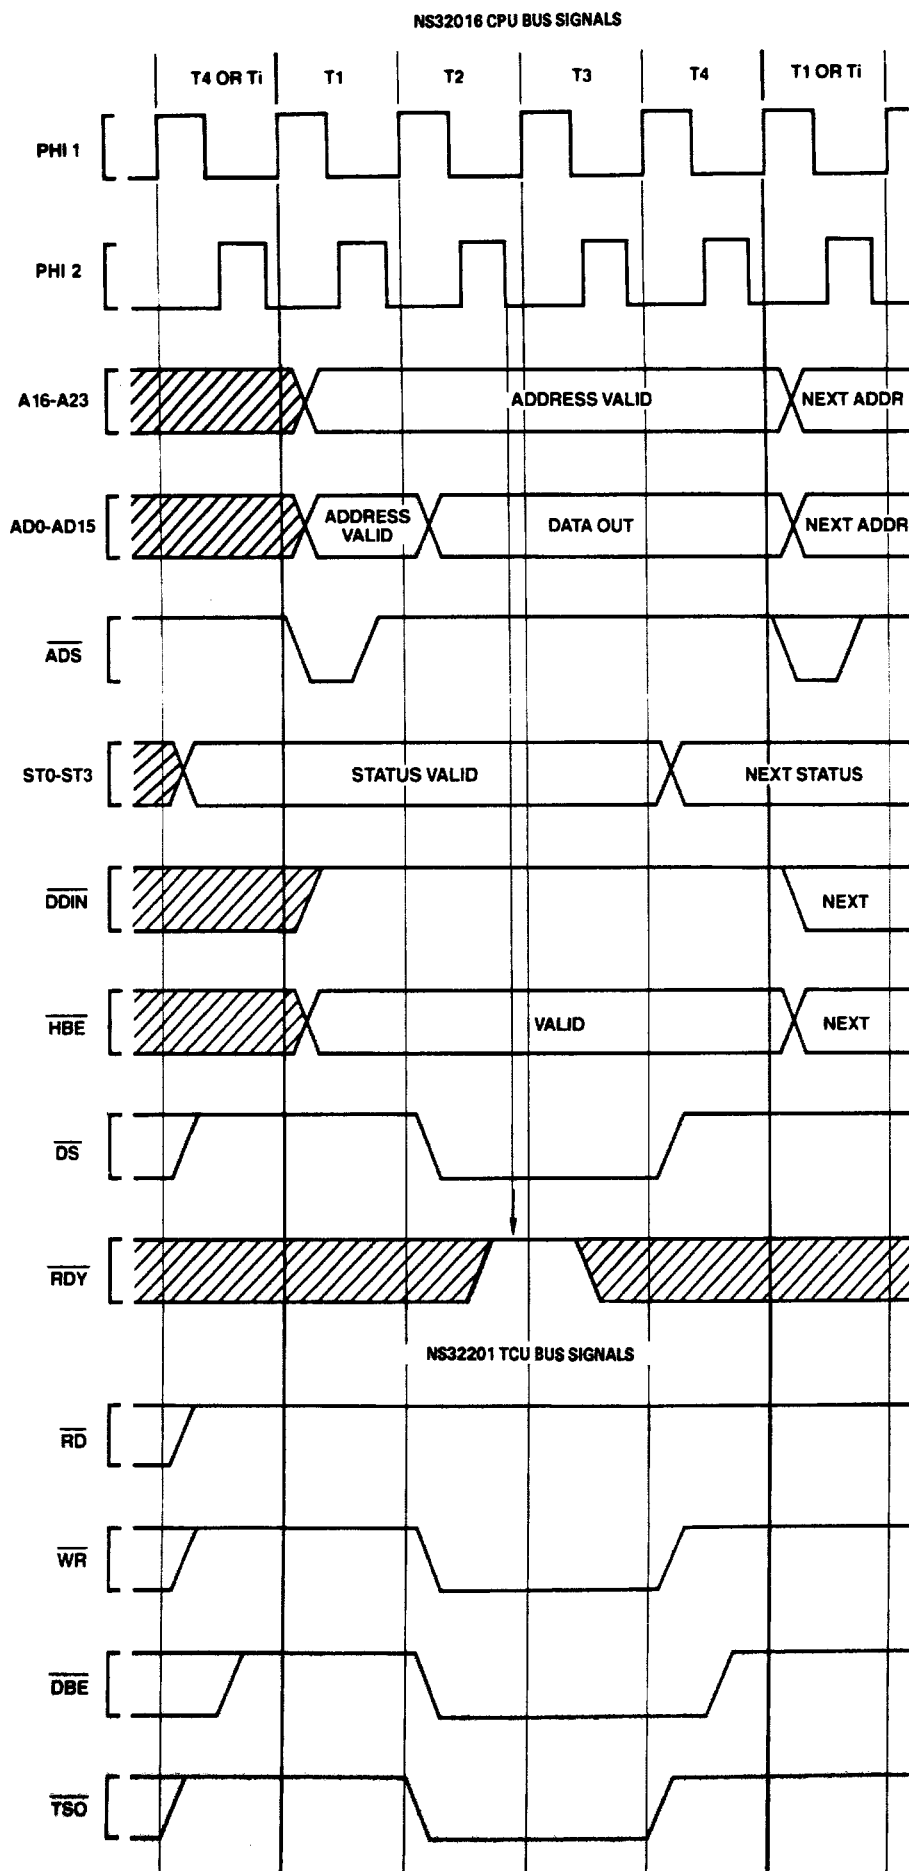 NS32016 CPU BUS SIGNALS
T4 OR Ti T1 T2 T3 T4 T1 OR Ti
PHI 1
PHI 2
A16-A23 ADDRESS VALID NEXT ADDR
AD0-AD15 ADDRESS VALID DATA OUT NEXT ADDR
ADS
ST0-ST3 STATUS VALID NEXT STATUS
DDIN NEXT
HBE VALID NEXT
DS
RDY
NS32201 TCU BUS SIGNALS
RD
WR
DBE
TSO